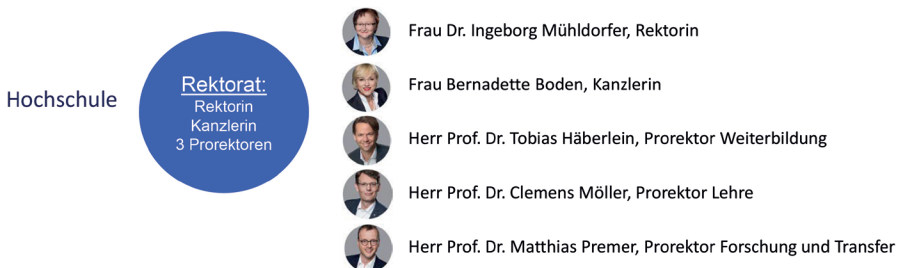 Hochschule
Rektorat:
Rektorin
Kanzlerin
3 Prorektoren
Frau Dr. Ingeborg Mühldorfer, Rektorin
Frau Bernadette Boden, Kanzlerin
Herr Prof. Dr. Tobias Häberlein, Prorektor Weiterbildung
Herr Prof. Dr. Clemens Möller, Prorektor Lehre
Herr Prof. Dr. Matthias Premer, Prorektor Forschung und Transfer